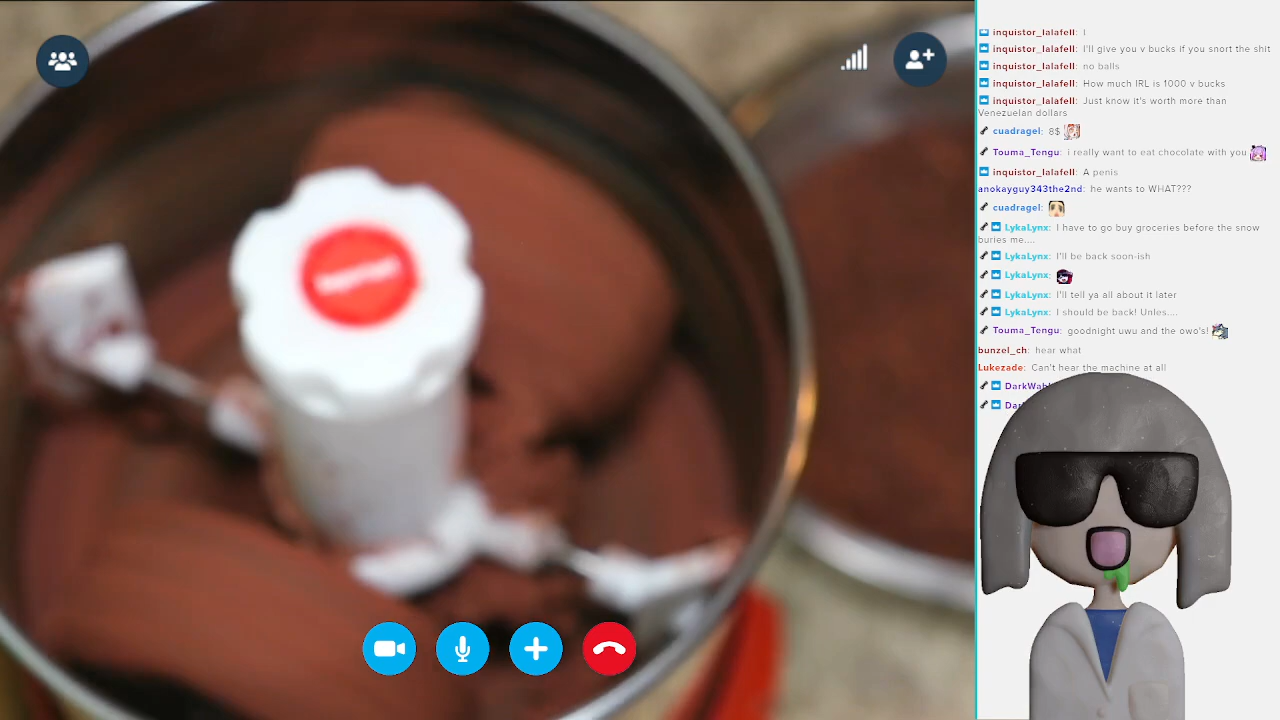 inquistor_lalafell: l
inquistor_lalafell: I'll give you v bucks if you snort the shit
inquistor_lalafell: no balls
inquistor_lalafell: How much IRL is 1000 v bucks
inquistor_lalafell: Just know it's worth more than
Venezuelan dollars
cuadragel: 8$
Touma_Tengu: i really want to eat chocolate with you
inquistor_lalafell: A penis
anokayguy343the2nd: he wants to WHAT???
cuadragel:
LykaLynx: I have to go buy groceries before the snow
buries me....
LykaLynx: I'll be back soon-ish
LykaLynx:
LykaLynx: I'll tell ya all about it later
LykaLynx: I should be back! Unles....
Touma_Tengu: goodnight uwu and the owo's!
bunzel_ch: hear what
Lukezade: Can't hear the machine at all